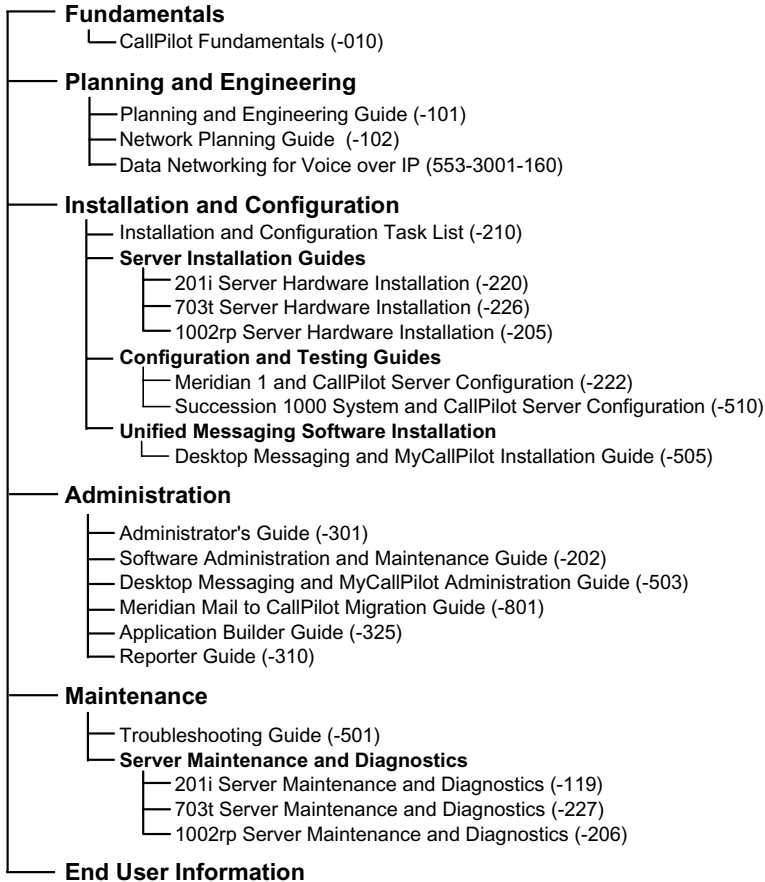 Fundamentals
CallPilot Fundamentals (-010)
Planning and Engineering
Planning and Engineering Guide (-101)
Network Planning Guide (-102)
Data Networking for Voice over IP (553-3001-160)
Installation and Configuration
Installation and Configuration Task List (-210)
Server Installation Guides
201i Server Hardware Installation (-220)
703t Server Hardware Installation (-226)
1002rp Server Hardware Installation (-205)
Configuration and Testing Guides
Meridian 1 and CallPilot Server Configuration (-222)
Succession 1000 System and CallPilot Server Configuration (-510)
Unified Messaging Software Installation
Desktop Messaging and MyCallPilot Installation Guide (-505)
Administration
Administrator's Guide (-301)
Software Administration and Maintenance Guide (-202)
Desktop Messaging and MyCallPilot Administration Guide (-503)
Meridian Mail to CallPilot Migration Guide (-801)
Application Builder Guide (-325)
Reporter Guide (-310)
Maintenance
Troubleshooting Guide (-501)
Server Maintenance and Diagnostics
201i Server Maintenance and Diagnostics (-119)
703t Server Maintenance and Diagnostics (-227)
1002rp Server Maintenance and Diagnostics (-206)
End User Information